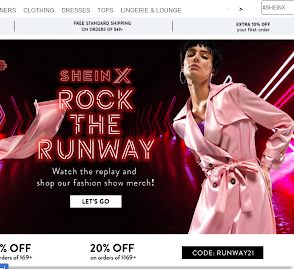 CLOTHING DRESSES TOPS LINGERIE & LOUNGE > #SHEINX
FREE STANDARD SHIPPING
ON ORDERS OF $49+
EXTRA 10% OFF
your first order
SHEIN X
ROCK
THE
RUNWAY
Watch the replay and
shop our fashion show merch!
LET'S GO
% OFF
orders of $69+
20% OFF
on orders of $169+
CODE: RUNWAY21